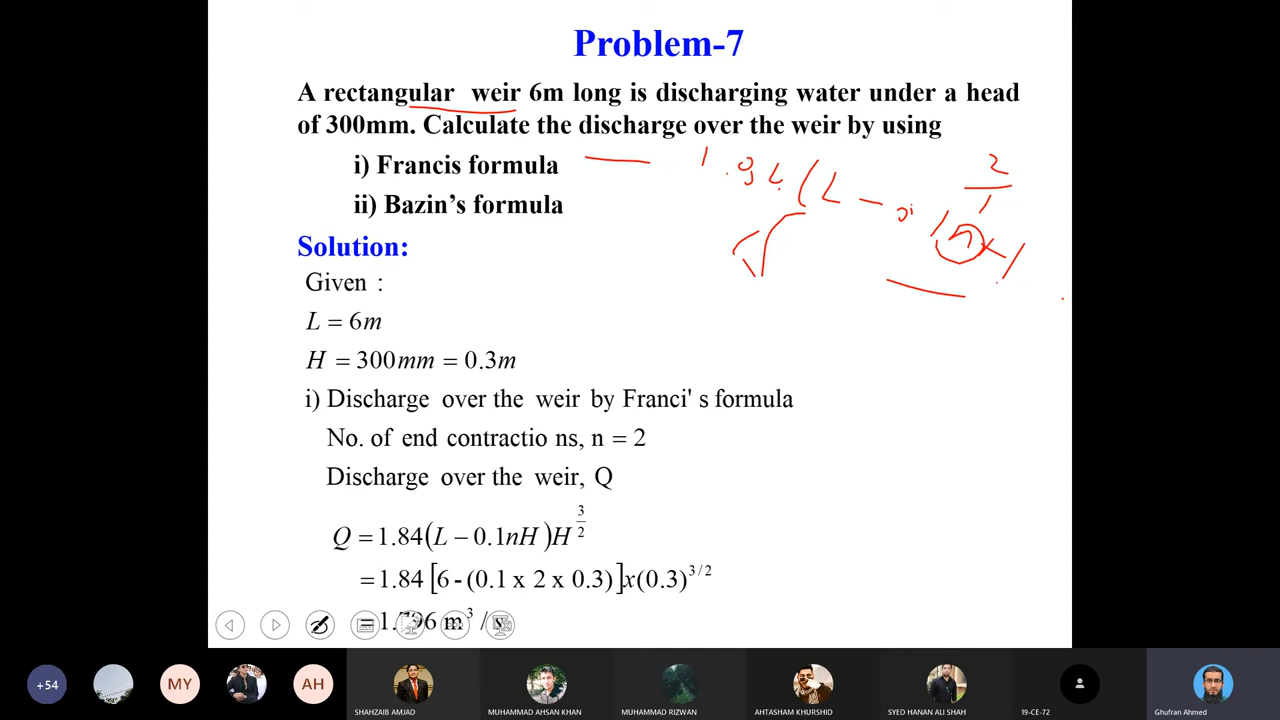 Problem-7
A rectangular weir 6m long is discharging water under a head
of 300mm. Calculate the discharge over the weir by using
i) Francis formula
ii) Bazin's formula
Solution:
Given :
L = 6m
H = 300mm = 0.3m
i) Discharge over the weir by Franci's formula
No. of end contractio ns, n = 2
Discharge over the weir, Q
Q = 1.84(L − 0.1nH)H^3/2
= 1.84 [6 - (0.1 x 2 x 0.3)]x(0.3)^3/2
= 1.796 m^3 / s
+54
MY
AH
SHAHZAIB AMJAD
MUHAMMAD AHSAN KHAN
MUHAMMAD RIZWAN
AHTASHAM KHURSHID
SYED HANAN ALI SHAH
19-CE-72
Ghufran Ahmed